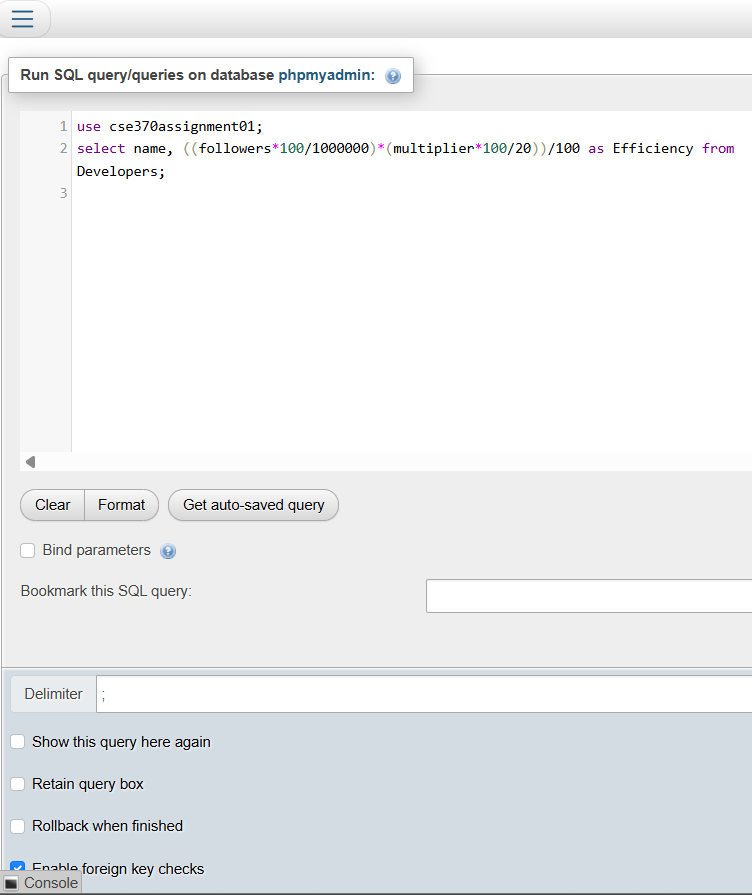 Run SQL query/queries on database phpmyadmin:
1 use cse370assignment01;
2 select name, ((followers*100/1000000)*(multiplier*100/20))/100 as Efficiency from
Developers;
3
Clear Format Get auto-saved query
Bind parameters
Bookmark this SQL query:
Delimiter ;
Show this query here again
Retain query box
Rollback when finished
Enable foreign key checks
Console